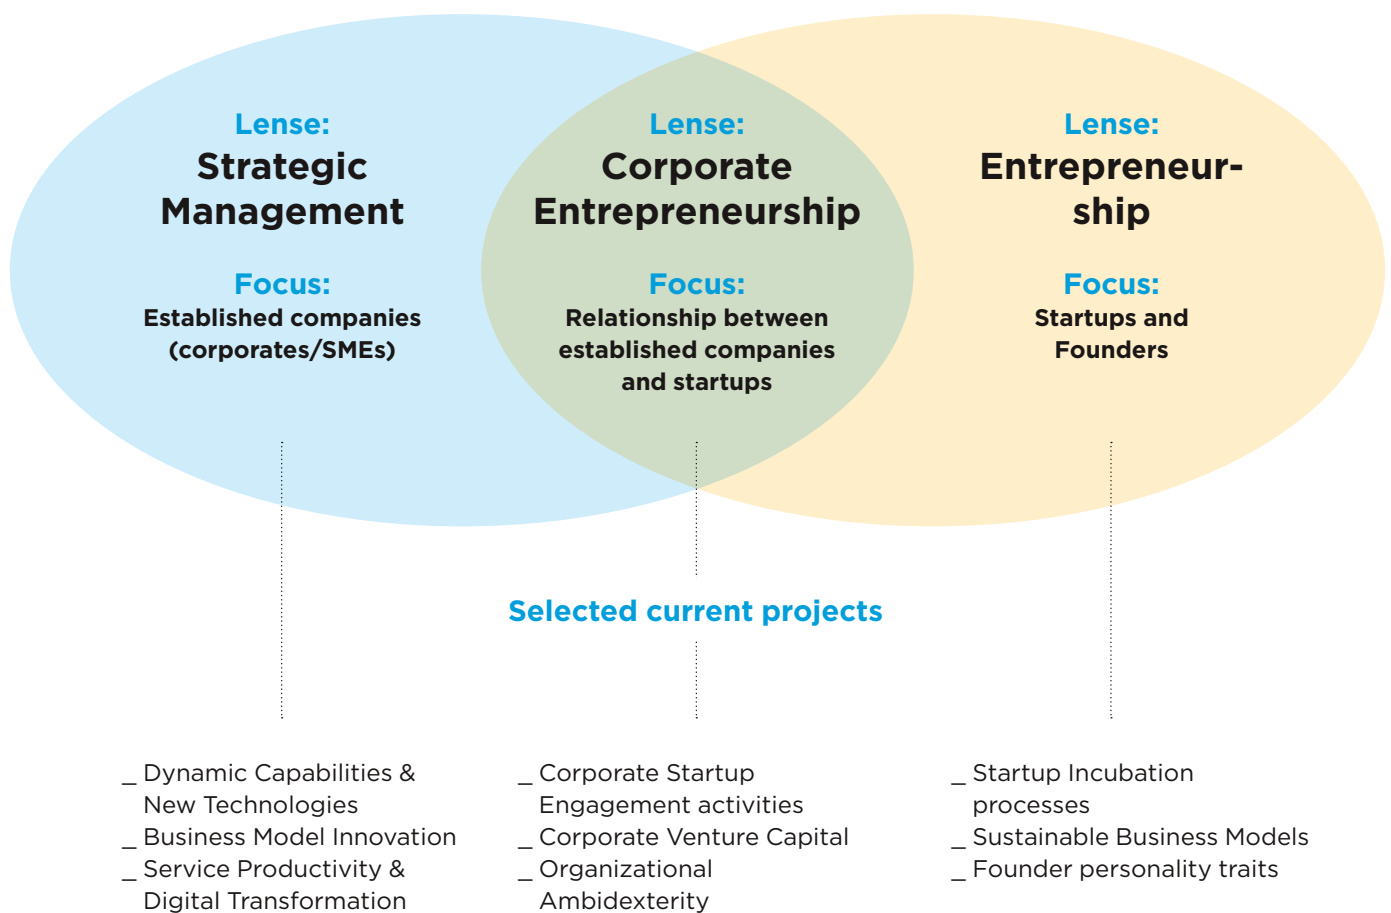 Lense:
Strategic
Management
Focus:
Established companies
(corporates/SMEs)
Lense:
Corporate
Entrepreneurship
Focus:
Relationship between
established companies
and startups
Lense:
Entrepreneur-
ship
Focus:
Startups and
Founders
Selected current projects
_ Dynamic Capabilities &
New Technologies
_ Business Model Innovation
_ Service Productivity &
Digital Transformation
_ Corporate Startup
Engagement activities
_ Corporate Venture Capital
_ Organizational
Ambidexterity
_ Startup Incubation
processes
_ Sustainable Business Models
_ Founder personality traits